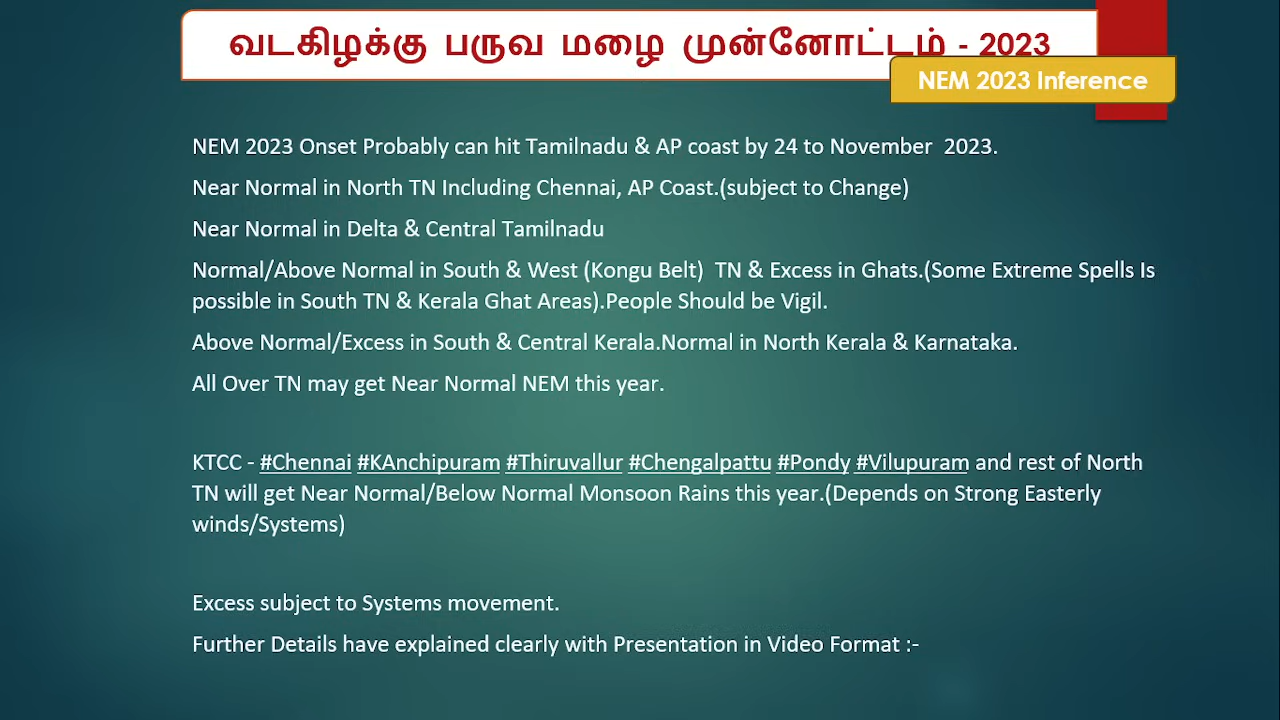 வடகிழக்கு பருவ மழை முன்னோட்டம் - 2023
NEM 2023 Inference
NEM 2023 Onset Probably can hit Tamilnadu & AP coast by 24 to November 2023.
Near Normal in North TN Including Chennai, AP Coast.(subject to Change)
Near Normal in Delta & Central Tamilnadu
Normal/Above Normal in South & West (Kongu Belt) TN & Excess in Ghats.(Some Extreme Spells Is
possible in South TN & Kerala Ghat Areas).People Should be Vigil.
Above Normal/Excess in South & Central Kerala.Normal in North Kerala & Karnataka.
All Over TN may get Near Normal NEM this year.
KTCC - #Chennai #KAnchipuram #Thiruvallur #Chengalpattu #Pondy #Vilupuram and rest of North
TN will get Near Normal/Below Normal Monsoon Rains this year.(Depends on Strong Easterly
winds/Systems)
Excess subject to Systems movement.
Further Details have explained clearly with Presentation in Video Format :-